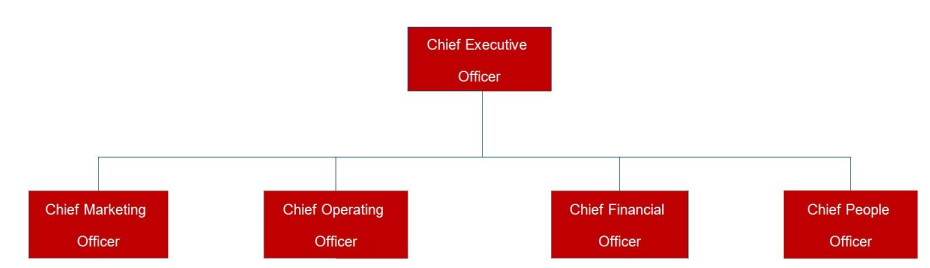 Chief Executive
Officer
Chief Marketing
Officer
Chief Operating
Officer
Chief Financial
Officer
Chief People
Officer